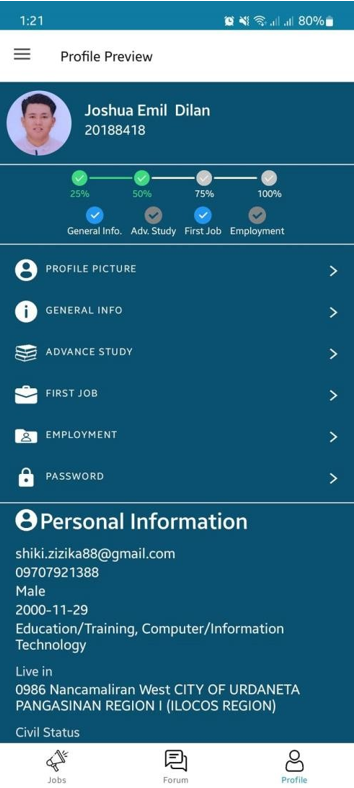 1:21
80%
Profile Preview
Joshua Emil Dilan
20188418
25% 50% 75% 100%
General Info. Adv. Study First Job Employment
PROFILE PICTURE
GENERAL INFO
ADVANCE STUDY
FIRST JOB
EMPLOYMENT
PASSWORD
Personal Information
shiki.zizika88@gmail.com
09707921388
Male
2000-11-29
Education/Training, Computer/Information
Technology
Live in
0986 Nancamaliran West CITY OF URDANETA
PANGASINAN REGION I (ILOCOS REGION)
Civil Status
Jobs Forum Profile